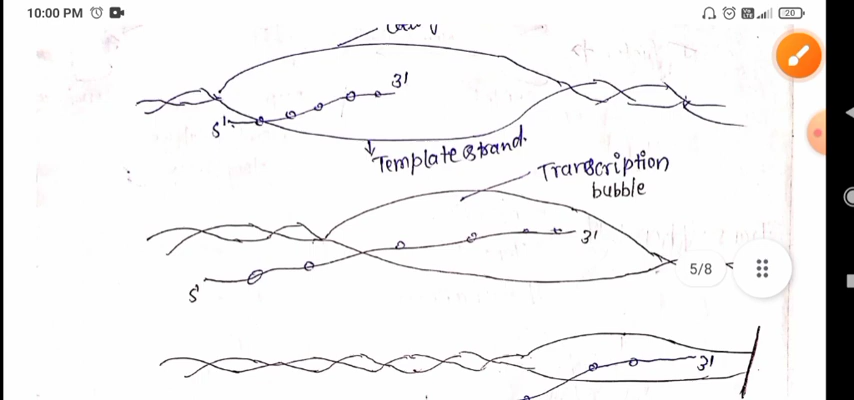 10:00 PM
20
3'
5'
Template strand.
Transcription
bubble
3'
5/8
5'
3'